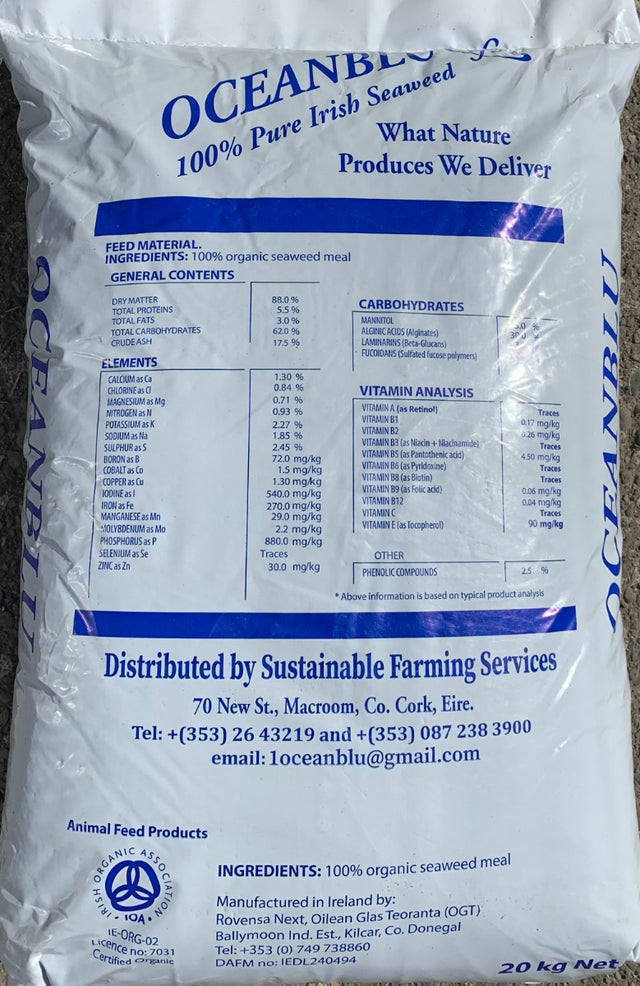 OCEANBLU
100% Pure Irish Seaweed
What Nature
Produces We Deliver
FEED MATERIAL.
INGREDIENTS: 100% organic seaweed meal
GENERAL CONTENTS
DRY MATTER 88.0 %
TOTAL PROTEINS 5.5 %
TOTAL FATS 3.0 %
TOTAL CARBOHYDRATES 62.0 %
CRUDE ASH 17.5 %
ELEMENTS
CALCIUM as Ca 1.30 %
CHLORINE as Cl 0.84 %
MAGNESIUM as Mg 0.71 %
NITROGEN as N 0.93 %
POTASSIUM as K 2.27 %
SODIUM as Na 1.85 %
SULPHUR as S 2.45 %
BORON as B 72.0 mg/kg
COBALT as Co 1.5 mg/kg
COPPER as Cu 1.30 mg/kg
IODINE as I 540.0 mg/kg
IRON as Fe 270.0 mg/kg
MANGANESE as Mn 29.0 mg/kg
MOLYBDENUM as Mo 2.2 mg/kg
PHOSPHORUS as P 880.0 mg/kg
SELENIUM as Se Traces
ZINC as Zn 30.0 mg/kg
CARBOHYDRATES
MANNITOL %
ALGINIC ACIDS (Alginates) %
LAMINARINS (Beta-Glucans)
FUCOIDANS (Sulfated fucose polymers)
VITAMIN ANALYSIS
VITAMIN A (as Retinol) Traces
VITAMIN B1 0.17 mg/kg
VITAMIN B2 0.26 mg/kg
VITAMIN B3 (as Niacin + Niacinamide) Traces
VITAMIN B5 (as Pantothenic acid) 4.50 mg/kg
VITAMIN B6 (as Pyridoxine) Traces
VITAMIN B8 (as Biotin) Traces
VITAMIN B9 (as Folic acid) 0.06 mg/kg
VITAMIN B12 0.04 mg/kg
VITAMIN C Traces
VITAMIN E (as Tocopherol) 90 mg/kg
OTHER
PHENOLIC COMPOUNDS 2.5 %
* Above information is based on typical product analysis
Distributed by Sustainable Farming Services
70 New St., Macroom, Co. Cork, Eire.
Tel: +(353) 26 43219 and +(353) 087 238 3900
email: 1oceanblu@gmail.com
Animal Feed Products
IRISH ORGANIC ASSOCIATION
• IOA •
IE-ORG-02
Licence no: 7031
Certified Organic
INGREDIENTS: 100% organic seaweed meal
Manufactured in Ireland by:
Rovensa Next, Oilean Glas Teoranta (OGT)
Ballymoon Ind. Est., Kilcar, Co. Donegal
Tel: +353 (0) 749 738860
DAFM no: IEDL240494
20 kg Net
OCEANBLU
OCEANBLU